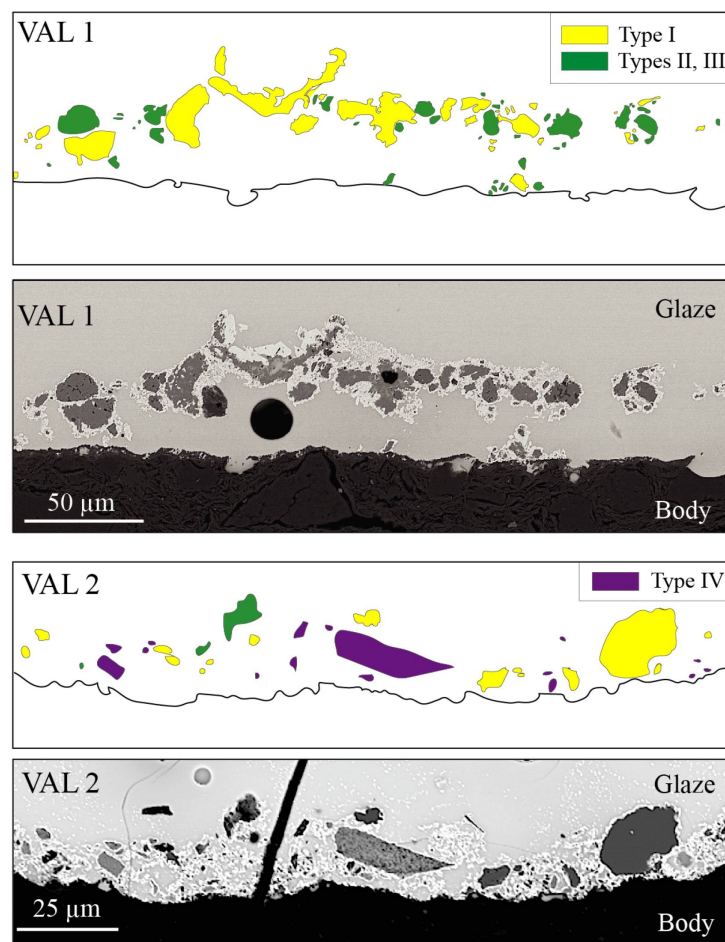 VAL 1
Type I
Types II, III
VAL 1
Glaze
50 µm
Body
VAL 2
Type IV
VAL 2
Glaze
25 µm
Body